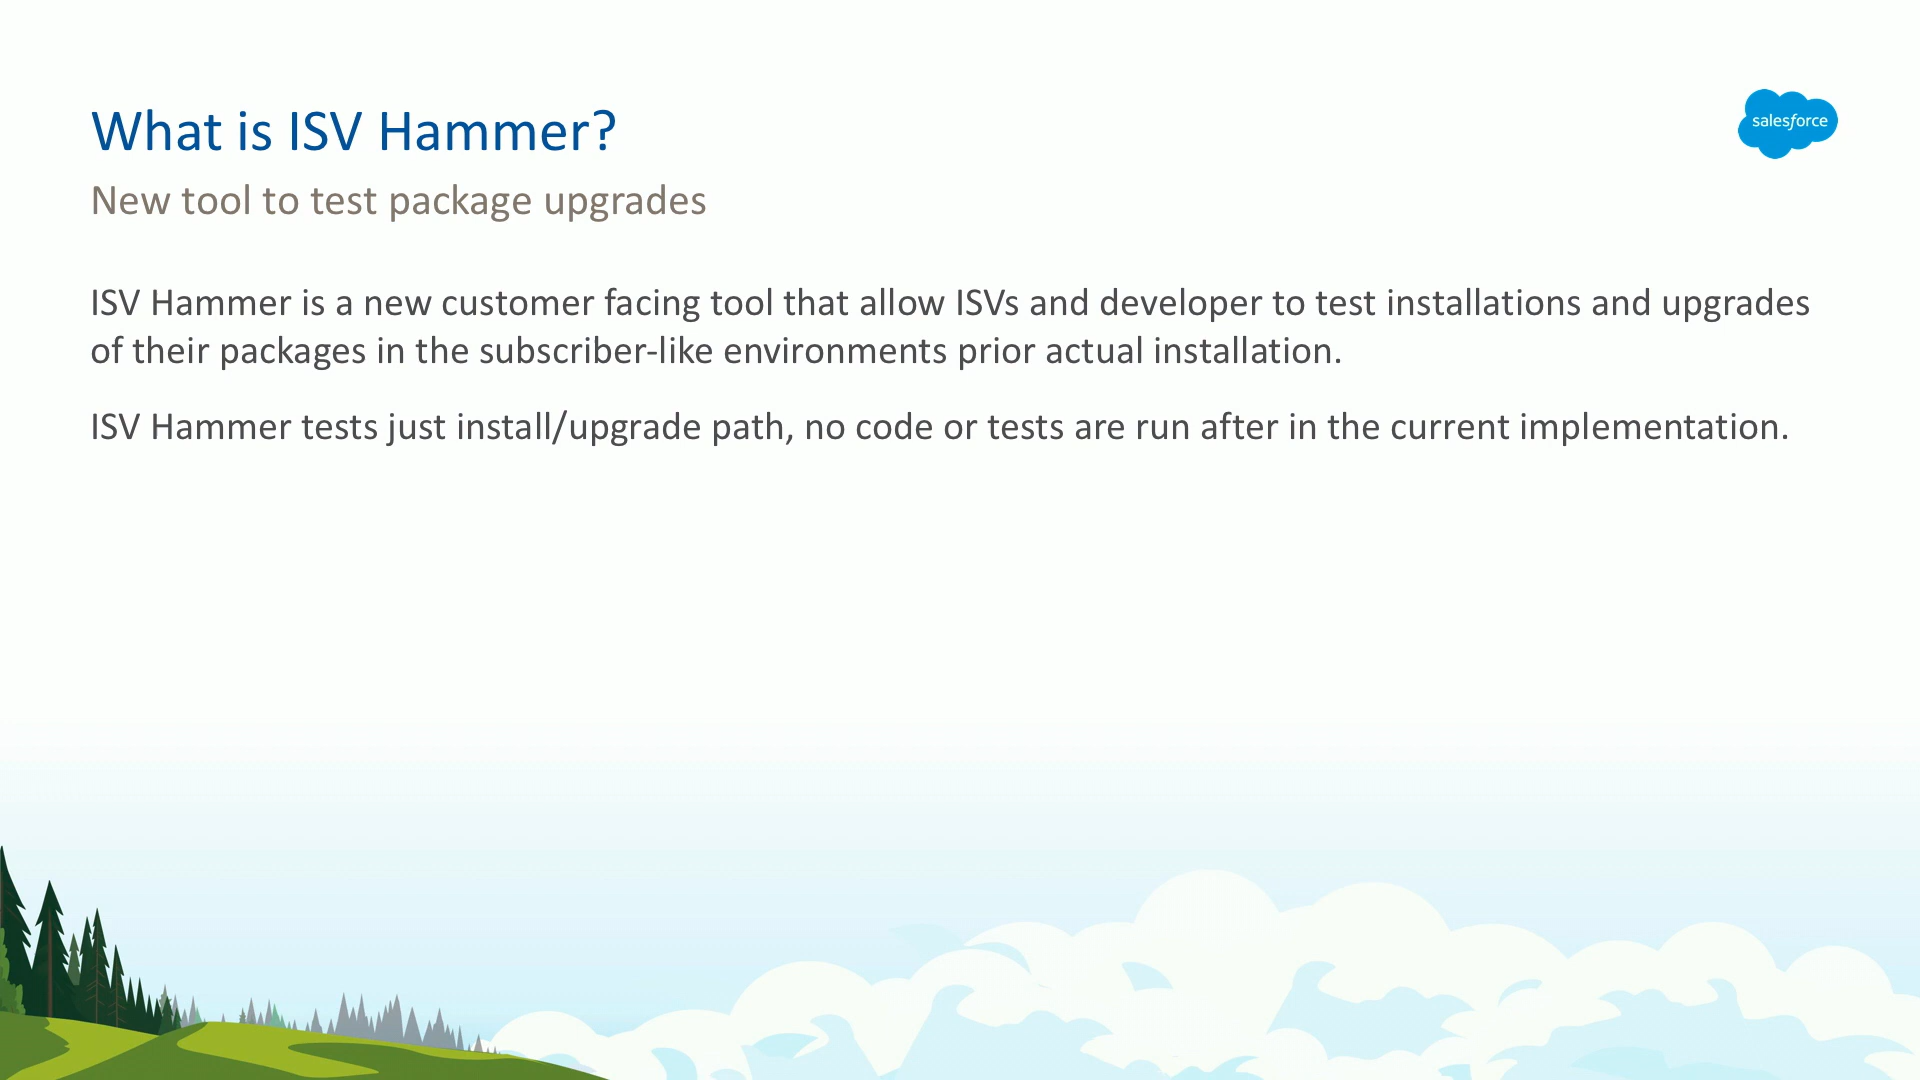 What is ISV Hammer?
salesforce
New tool to test package upgrades
ISV Hammer is a new customer facing tool that allow ISVs and developer to test installations and upgrades
of their packages in the subscriber-like environments prior actual installation.
ISV Hammer tests just install/upgrade path, no code or tests are run after in the current implementation.